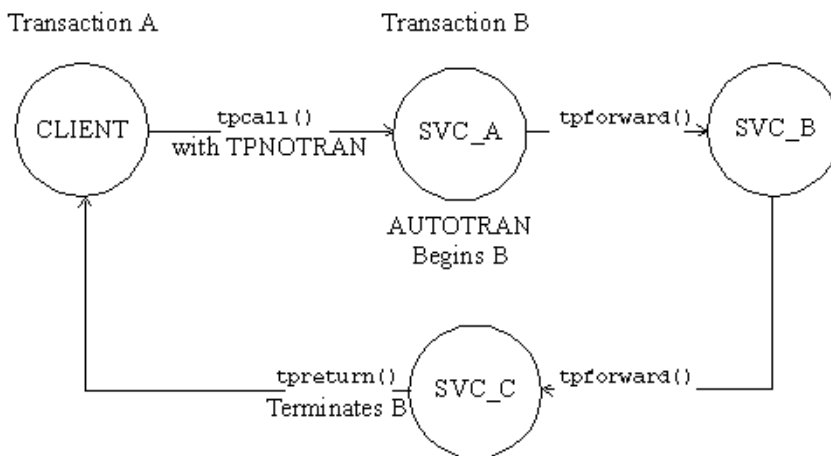 Transaction A
Transaction B
CLIENT
tpcall()
with TPNOTRAN
SVC_A
tpforward()
SVC_B
AUTOTRAN
Begins B
tpreturn()
Terminates B
SVC_C
tpforward()